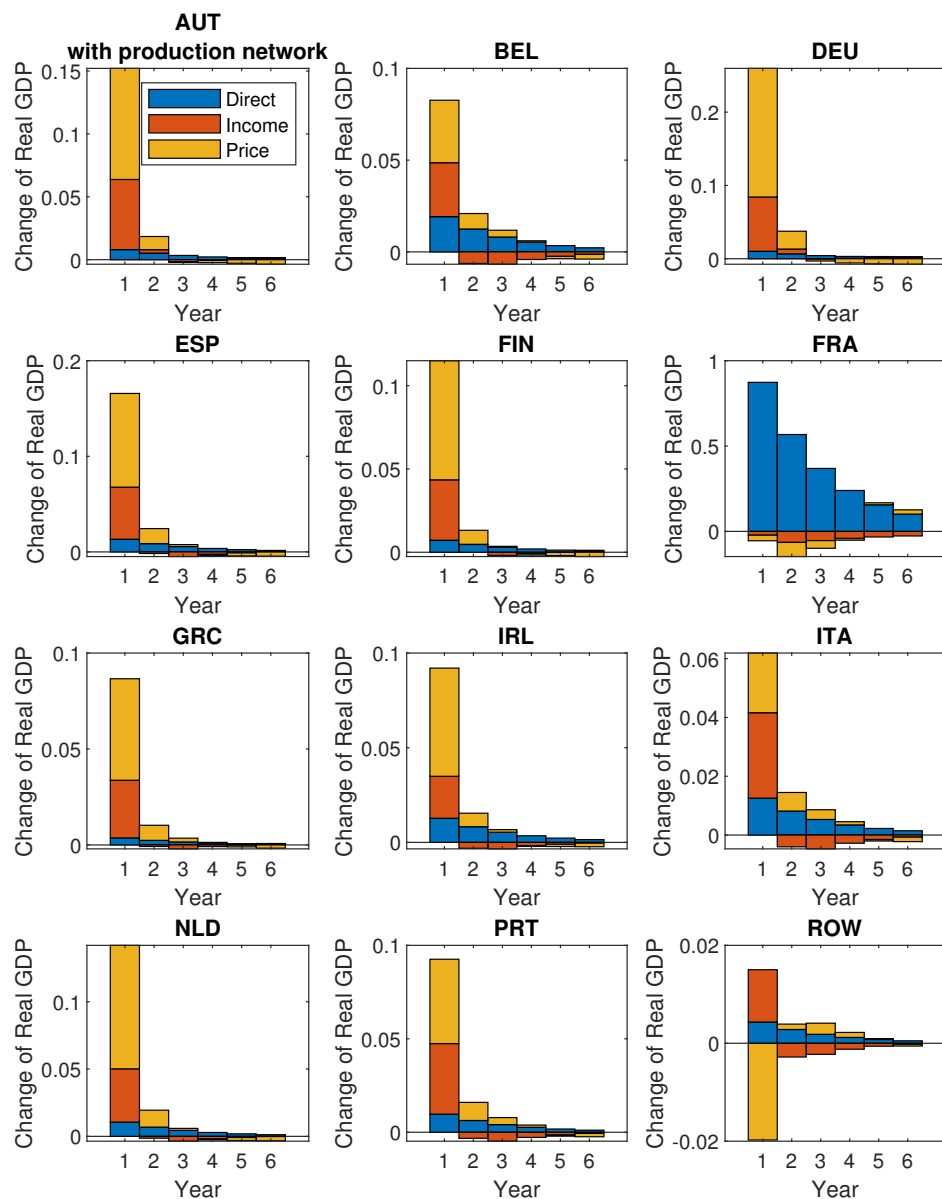 AUT
with production network
Change of Real GDP
0.15
0.1
0.05
0
Direct
Income
Price
1 2 3 4 5 6
Year
BEL
Change of Real GDP
0.1
0.05
0
1 2 3 4 5 6
Year
DEU
Change of Real GDP
0.2
0.1
0
1 2 3 4 5 6
Year
ESP
Change of Real GDP
0.2
0.1
0
1 2 3 4 5 6
Year
FIN
Change of Real GDP
0.1
0.05
0
1 2 3 4 5 6
Year
FRA
Change of Real GDP
1
0.5
0
1 2 3 4 5 6
Year
GRC
Change of Real GDP
0.1
0.05
0
1 2 3 4 5 6
Year
IRL
Change of Real GDP
0.1
0.05
0
1 2 3 4 5 6
Year
ITA
Change of Real GDP
0.06
0.04
0.02
0
1 2 3 4 5 6
Year
NLD
Change of Real GDP
0.1
0.05
0
1 2 3 4 5 6
Year
PRT
Change of Real GDP
0.1
0.05
0
1 2 3 4 5 6
Year
ROW
Change of Real GDP
0.02
0
-0.02
1 2 3 4 5 6
Year